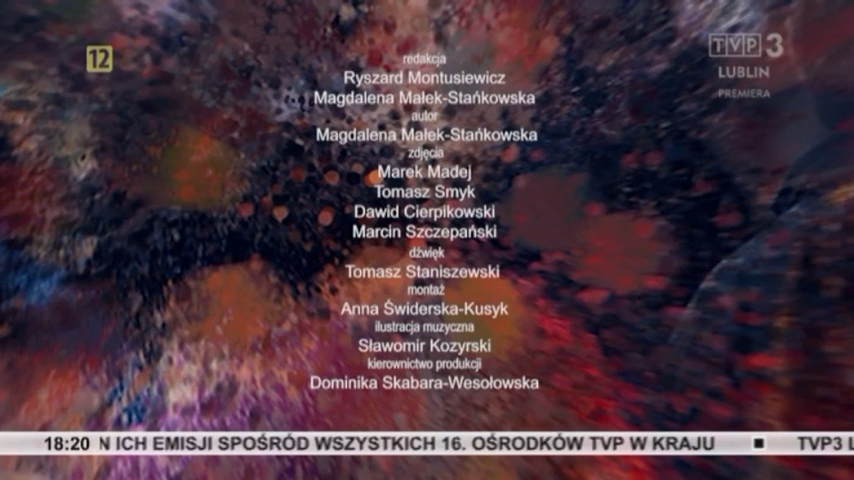 12
TVP3
LUBLIN
PREMIERA
redakcja
Ryszard Montusiewicz
Magdalena Małek-Stańkowska
autor
Magdalena Małek-Stańkowska
zdjęcia
Marek Madej
Tomasz Smyk
Dawid Cierpikowski
Marcin Szczepański
dźwięk
Tomasz Staniszewski
montaż
Anna Świderska-Kusyk
ilustracja muzyczna
Sławomir Kozyrski
kierownictwo produkcji
Dominika Skabara-Wesołowska
18:20 N ICH EMISJI SPOŚRÓD WSZYSTKICH 16. OŚRODKÓW TVP W KRAJU ■ TVP3 L